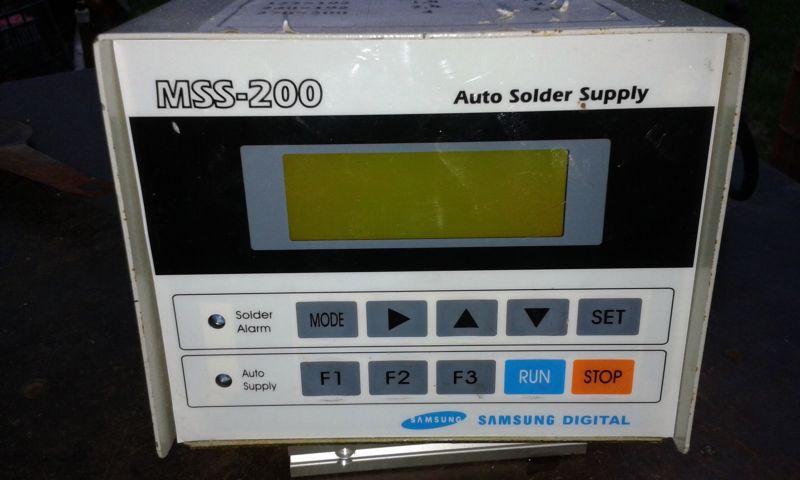 MSS-200
Auto Solder Supply
Solder
Alarm
MODE
SET
Auto
Supply
F1
F2
F3
RUN
STOP
SAMSUNG
SAMSUNG DIGITAL